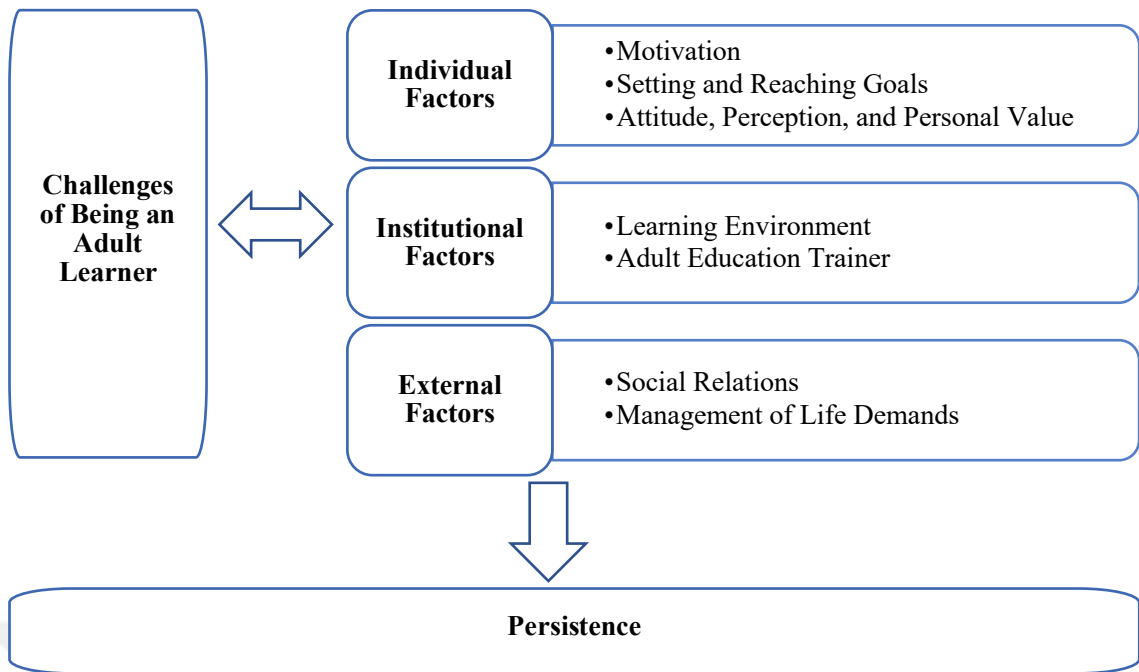 Challenges
of Being an
Adult
Learner
Individual
Factors
•Motivation
•Setting and Reaching Goals
•Attitude, Perception, and Personal Value
Institutional
Factors
•Learning Environment
•Adult Education Trainer
External
Factors
•Social Relations
•Management of Life Demands
Persistence